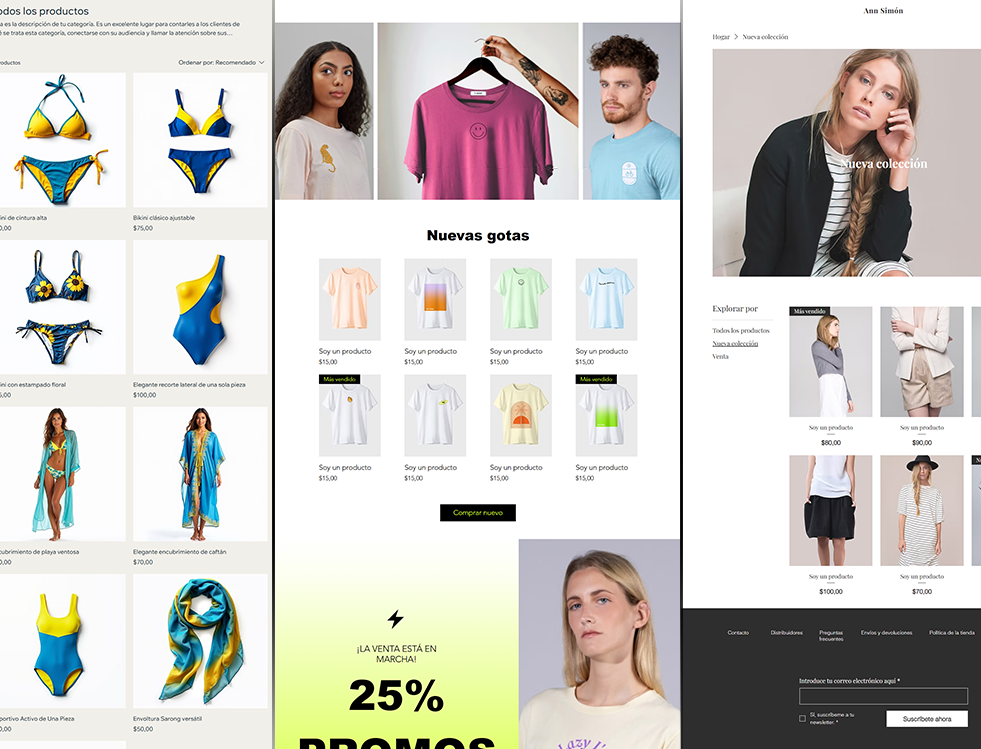 odos los productos
a es la descripción de tu categoría. Es un excelente lugar para contarles a los clientes de
é se trata esta categoría, conectarse con su audiencia y llamar la atención sobre sus…
roductos
Ordenar por: Recomendado
ini de cintura alta
0,00
Bikini clásico ajustable
$75,00
ini con estampado floral
5,00
Elegante recorte lateral de una sola pieza
$100,00
cubrimiento de playa ventosa
0,00
Elegante encubrimiento de caftán
$70,00
portivo Activo de Una Pieza
0,00
Envoltura Sarong versátil
$50,00
Nuevas gotas
Soy un producto
$15,00
Soy un producto
$15,00
Soy un producto
$15,00
Soy un producto
$15,00
Más vendido
Más vendido
Soy un producto
$15,00
Soy un producto
$15,00
Soy un producto
$15,00
Soy un producto
$15,00
Comprar nuevo
¡LA VENTA ESTÁ EN
MARCHA!
25%
PROMOS
Ann Simón
Hogar > Nueva colección
Nueva colección
Explorar por
Todos los productos
Nueva colección
Venta
Más vendido
Soy un producto
$80,00
Soy un producto
$90,00
Soy un producto
$100,00
Soy un producto
$70,00
Contacto
Distribuidores
Preguntas
frecuentes
Envíos y devoluciones
Política de la tienda
Introduce tu correo electrónico aquí *
Sí, suscríbeme a tu
newsletter. *
Suscríbete ahora